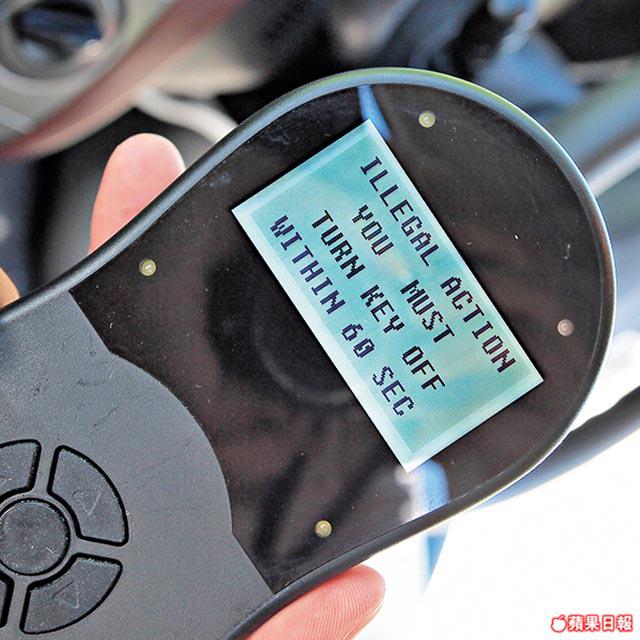 ILLEGAL ACTION
YOU MUST
TURN KEY OFF
WITHIN 60 SEC
蘋果日報